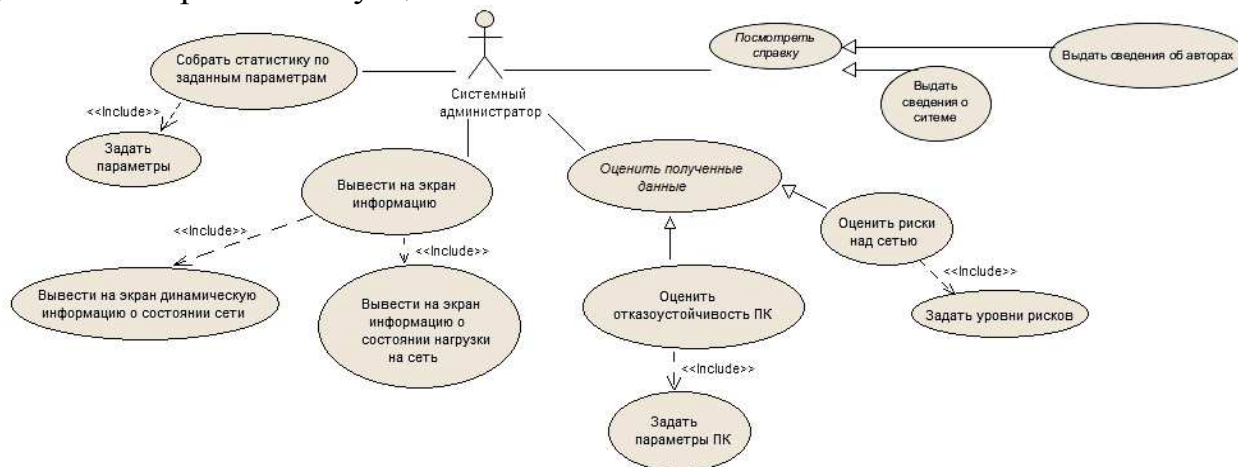 Посмотреть
справку
Выдать сведения об авторах
Собрать статистику по
заданным параметрам
Системный
администратор
Выдать
сведения о
ситеме
<<Include>>
Задать
параметры
Оценить полученные
данные
Вывести на экран
информацию
Оценить риски
над сетью
<<Include>>
<<Include>>
<<Include>>
Вывести на экран динамическую
информацию о состоянии сети
Вывести на экран
информацию о
состоянии нагрузки
на сеть
Оценить
отказоустойчивость ПК
Задать уровни рисков
<<Include>>
Задать
параметры ПК